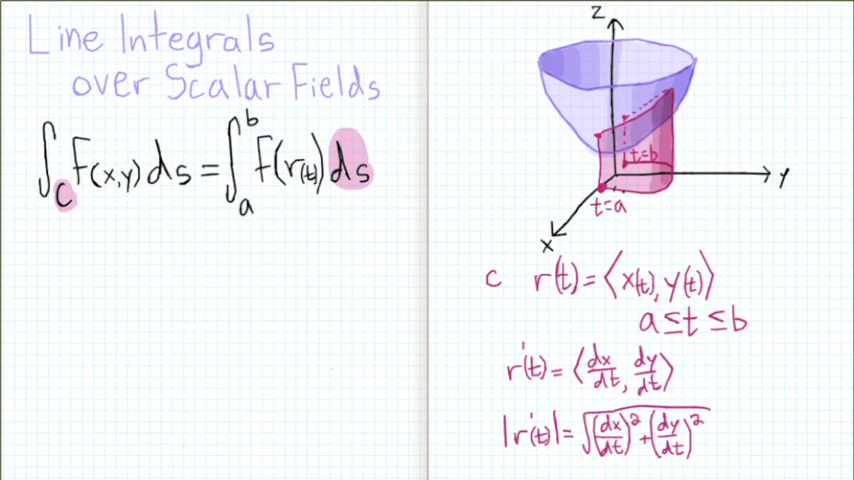 Line Integrals
over Scalar Fields
∫_C F(x,y) ds = ∫_a^b F(r(t)) ds
Z
t=b
Y
t=a
X
C r(t) = ⟨x(t), y(t)⟩
a ≤ t ≤ b
r'(t) = ⟨dx/dt, dy/dt⟩
|r'(t)| = √((dx/dt)² + (dy/dt)²)